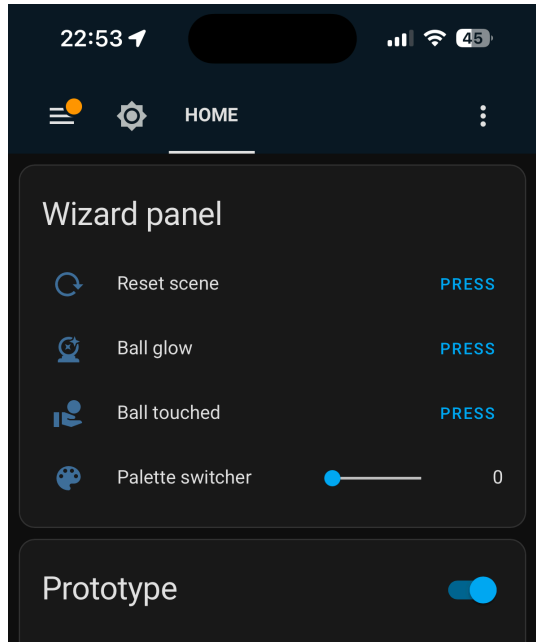 22:53
45
HOME
Wizard panel
Reset scene PRESS
Ball glow PRESS
Ball touched PRESS
Palette switcher 0
Prototype